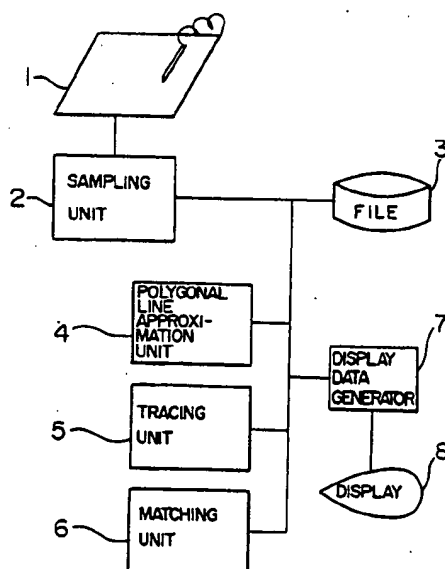 1
2
SAMPLING
UNIT
3
FILE
4
POLYGONAL
LINE
APPROXI-
MATION
UNIT
5
TRACING
UNIT
6
MATCHING
UNIT
7
DISPLAY
DATA
GENERATOR
8
DISPLAY